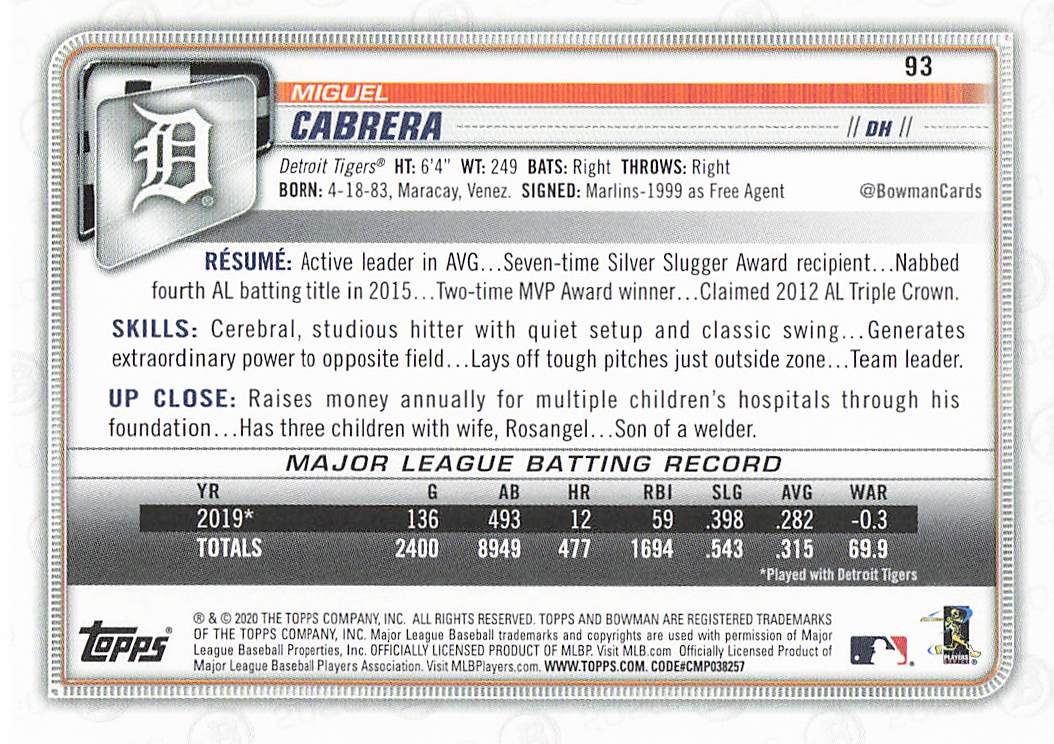 93
MIGUEL
CABRERA // DH //
Detroit Tigers® HT: 6'4" WT: 249 BATS: Right THROWS: Right
BORN: 4-18-83, Maracay, Venez. SIGNED: Marlins-1999 as Free Agent @BowmanCards
D ®
RÉSUMÉ: Active leader in AVG...Seven-time Silver Slugger Award recipient...Nabbed
fourth AL batting title in 2015...Two-time MVP Award winner...Claimed 2012 AL Triple Crown.
SKILLS: Cerebral, studious hitter with quiet setup and classic swing...Generates
extraordinary power to opposite field...Lays off tough pitches just outside zone...Team leader.
UP CLOSE: Raises money annually for multiple children's hospitals through his
foundation...Has three children with wife, Rosangel...Son of a welder.
MAJOR LEAGUE BATTING RECORD
YR G AB HR RBI SLG AVG WAR
2019* 136 493 12 59 .398 .282 -0.3
TOTALS 2400 8949 477 1694 .543 .315 69.9
*Played with Detroit Tigers
topps®
® & © 2020 THE TOPPS COMPANY, INC. ALL RIGHTS RESERVED. TOPPS AND BOWMAN ARE REGISTERED TRADEMARKS
OF THE TOPPS COMPANY, INC. Major League Baseball trademarks and copyrights are used with permission of Major
League Baseball Properties, Inc. OFFICIALLY LICENSED PRODUCT OF MLBP. Visit MLB.com Officially Licensed Product of
Major League Baseball Players Association. Visit MLBPlayers.com. WWW.TOPPS.COM. CODE#CMP038257
PLAYERS